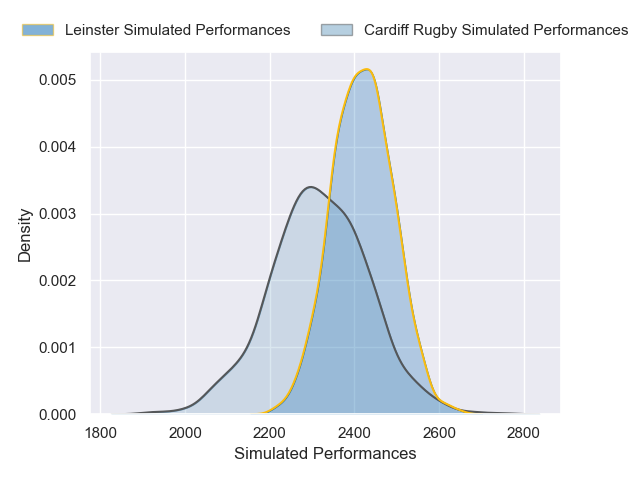 Leinster Simulated Performances Cardiff Rugby Simulated Performances
0.005
0.004
0.003
0.002
0.001
0.000
Density
1800 2000 2200 2400 2600 2800
Simulated Performances